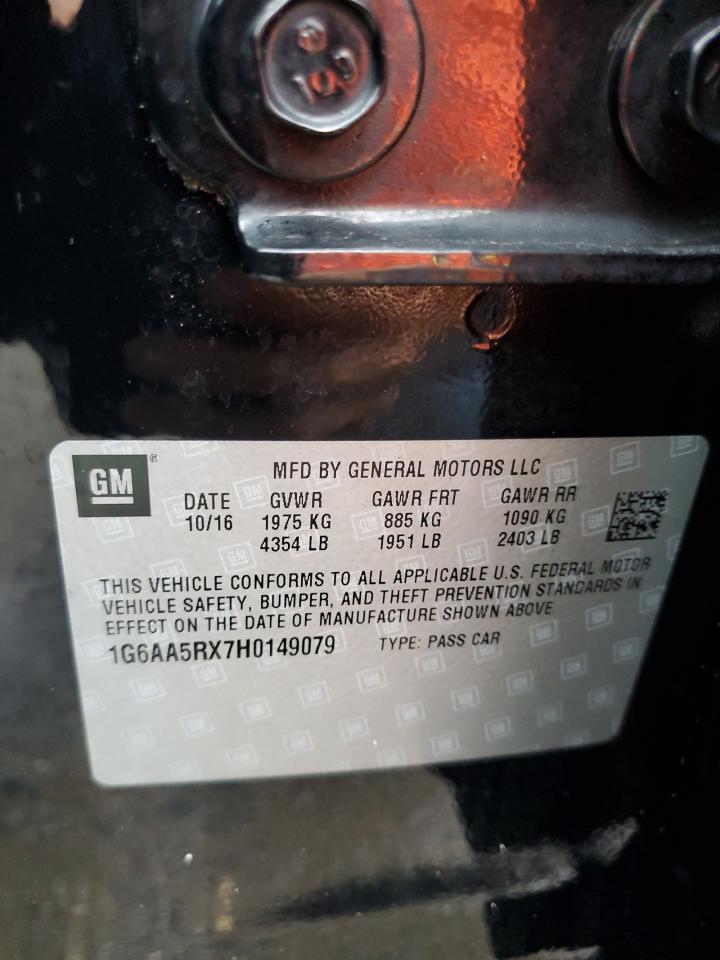 10.9
GM ®
MFD BY GENERAL MOTORS LLC
DATE GVWR GAWR FRT GAWR RR
10/16 1975 KG 885 KG 1090 KG
4354 LB 1951 LB 2403 LB
THIS VEHICLE CONFORMS TO ALL APPLICABLE U.S. FEDERAL MOTOR
VEHICLE SAFETY, BUMPER, AND THEFT PREVENTION STANDARDS IN
EFFECT ON THE DATE OF MANUFACTURE SHOWN ABOVE.
1G6AA5RX7H0149079 TYPE: PASS CAR